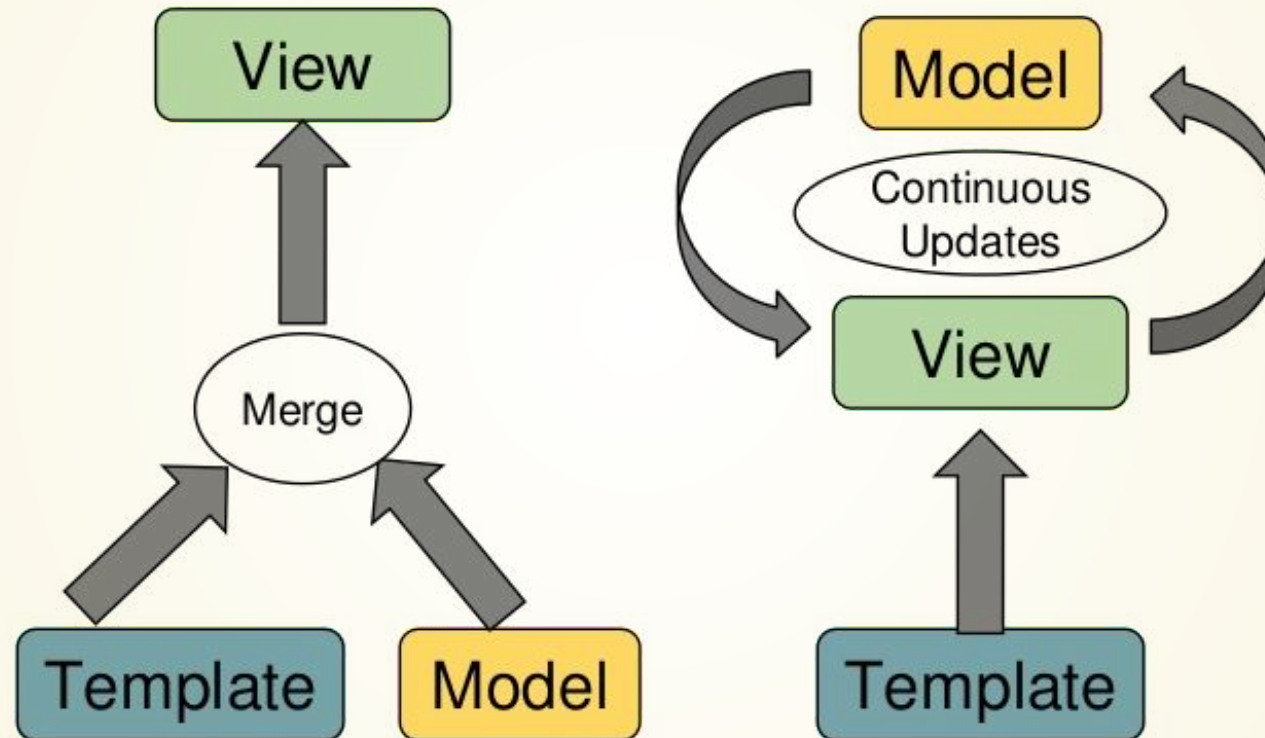 View
Merge
Template
Model
Model
Continuous
Updates
View
Template